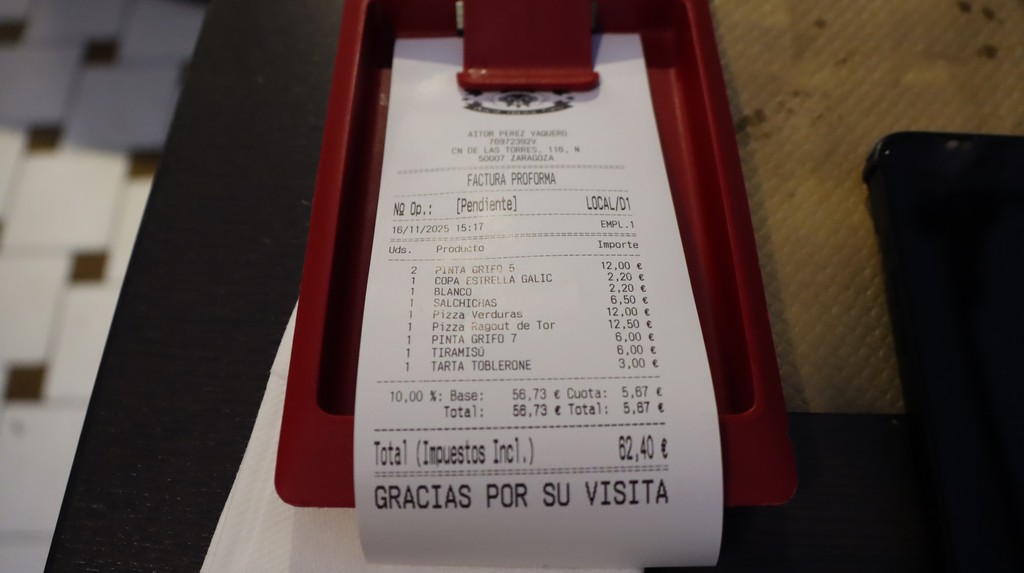 AITOR PEREZ VAQUERO
78972392V
CN DE LAS TORRES, 116, N
50007 ZARAGOZA
FACTURA PROFORMA
Nº Op.: [Pendiente] LOCAL/D1
16/11/2025 15:17 EMPL.1
Uds. Producto Importe
2 PINTA GRIFO 5 12,00 €
1 COPA ESTRELLA GALIC 2,20 €
1 BLANCO 2,20 €
1 SALCHICHAS 6,50 €
1 Pizza Verduras 12,00 €
1 Pizza Ragout de Tor 12,50 €
1 PINTA GRIFO 7 6,00 €
1 TIRAMISÚ 6,00 €
1 TARTA TOBLERONE 3,00 €
10,00 %: Base: 56,73 € Cuota: 5,67 €
Total: 56,73 € Total: 5,67 €
Total (Impuestos Incl.) 62,40 €
GRACIAS POR SU VISITA